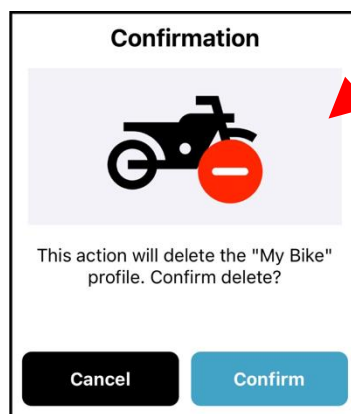 Confirmation
This action will delete the "My Bike"
profile. Confirm delete?
Cancel
Confirm